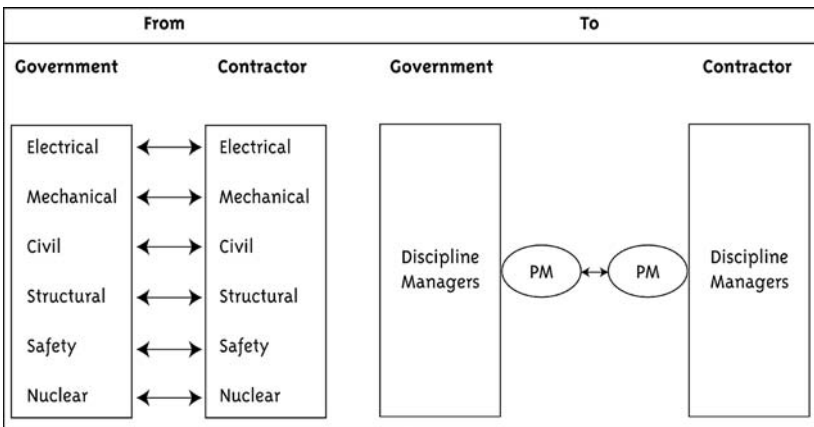 From To
Government Contractor Government Contractor
Electrical Electrical
Mechanical Mechanical
Civil Civil
Structural Structural
Safety Safety
Nuclear Nuclear
Discipline
Managers
PM PM
Discipline
Managers